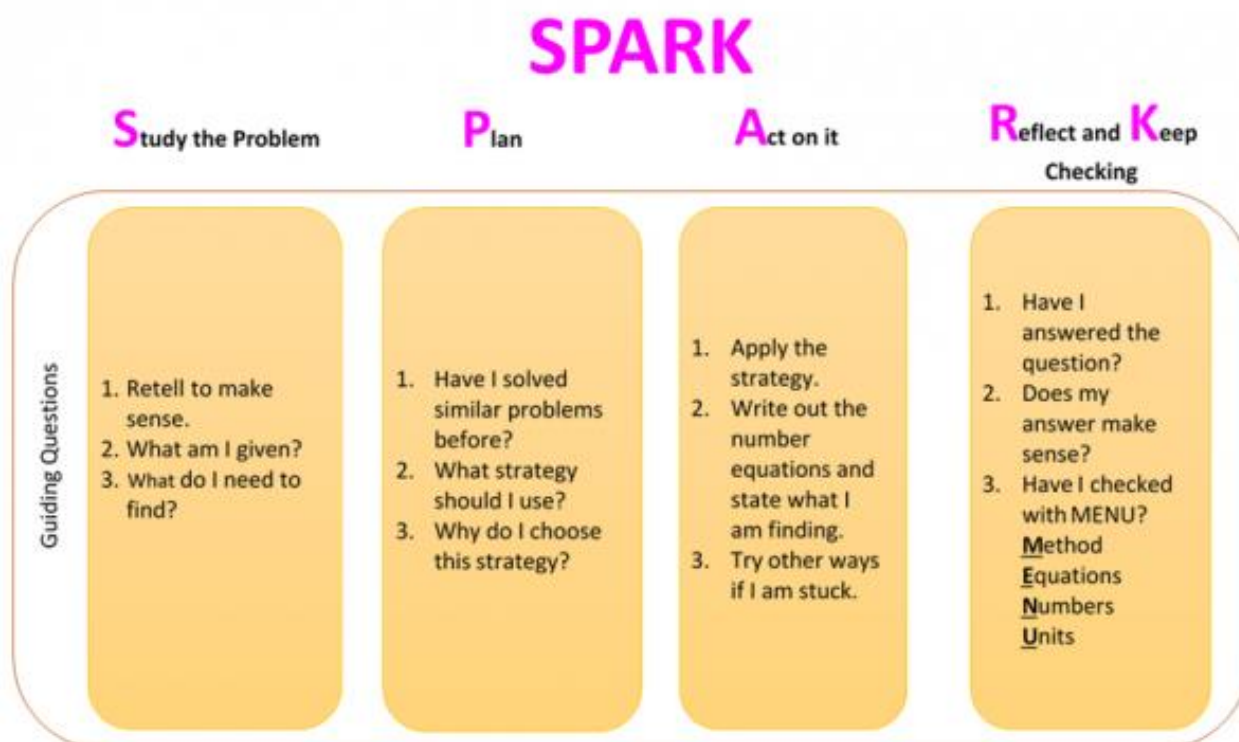 SPARK
Study the Problem
Plan
Act on it
Reflect and Keep
Checking
Guiding Questions
1. Retell to make
sense.
2. What am I given?
3. What do I need to
find?
1. Have I solved
similar problems
before?
2. What strategy
should I use?
3. Why do I choose
this strategy?
1. Apply the
strategy.
2. Write out the
number
equations and
state what I
am finding.
3. Try other ways
if I am stuck.
1. Have I
answered the
question?
2. Does my
answer make
sense?
3. Have I checked
with MENU?
Method
Equations
Numbers
Units